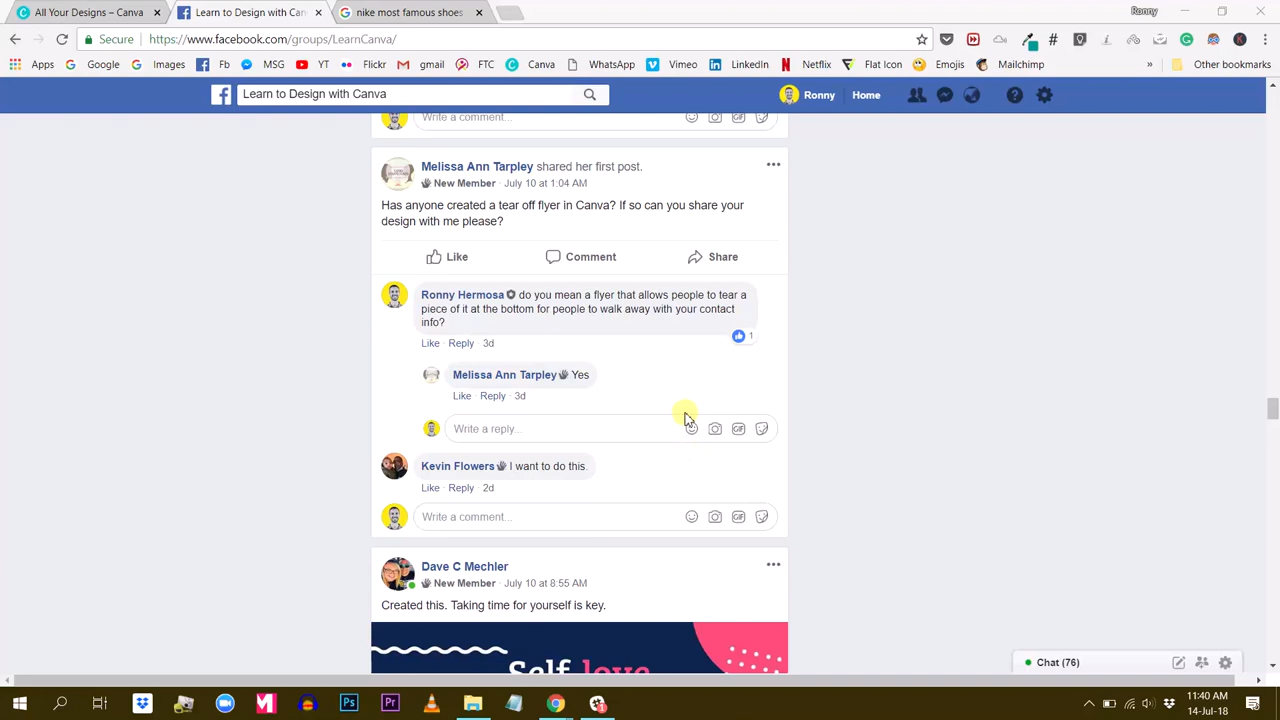 All Your Designs – Canva
Learn to Design with Can
nike most famous shoes
Ronny
Secure
https://www.facebook.com/groups/LearnCanva/
Apps
Google
Images
Fb
MSG
YT
Flickr
gmail
FTC
Canva
WhatsApp
Vimeo
LinkedIn
Netflix
Flat Icon
Emojis
Mailchimp
»
Other bookmarks
Learn to Design with Canva
Ronny
Home
Write a comment...
GIF
Melissa Ann Tarpley shared her first post.
New Member · July 10 at 1:04 AM
Has anyone created a tear off flyer in Canva? If so can you share your
design with me please?
Like
Comment
Share
Ronny Hermosa do you mean a flyer that allows people to tear a
piece of it at the bottom for people to walk away with your contact
info?
1
Like · Reply · 3d
Melissa Ann Tarpley Yes
Like · Reply · 3d
Write a reply...
GIF
Kevin Flowers I want to do this.
Like · Reply · 2d
Write a comment...
GIF
Dave C Mechler
New Member · July 10 at 8:55 AM
Created this. Taking time for yourself is key.
Self love
Chat (76)
Ps
Pr
11:40 AM
14-Jul-18